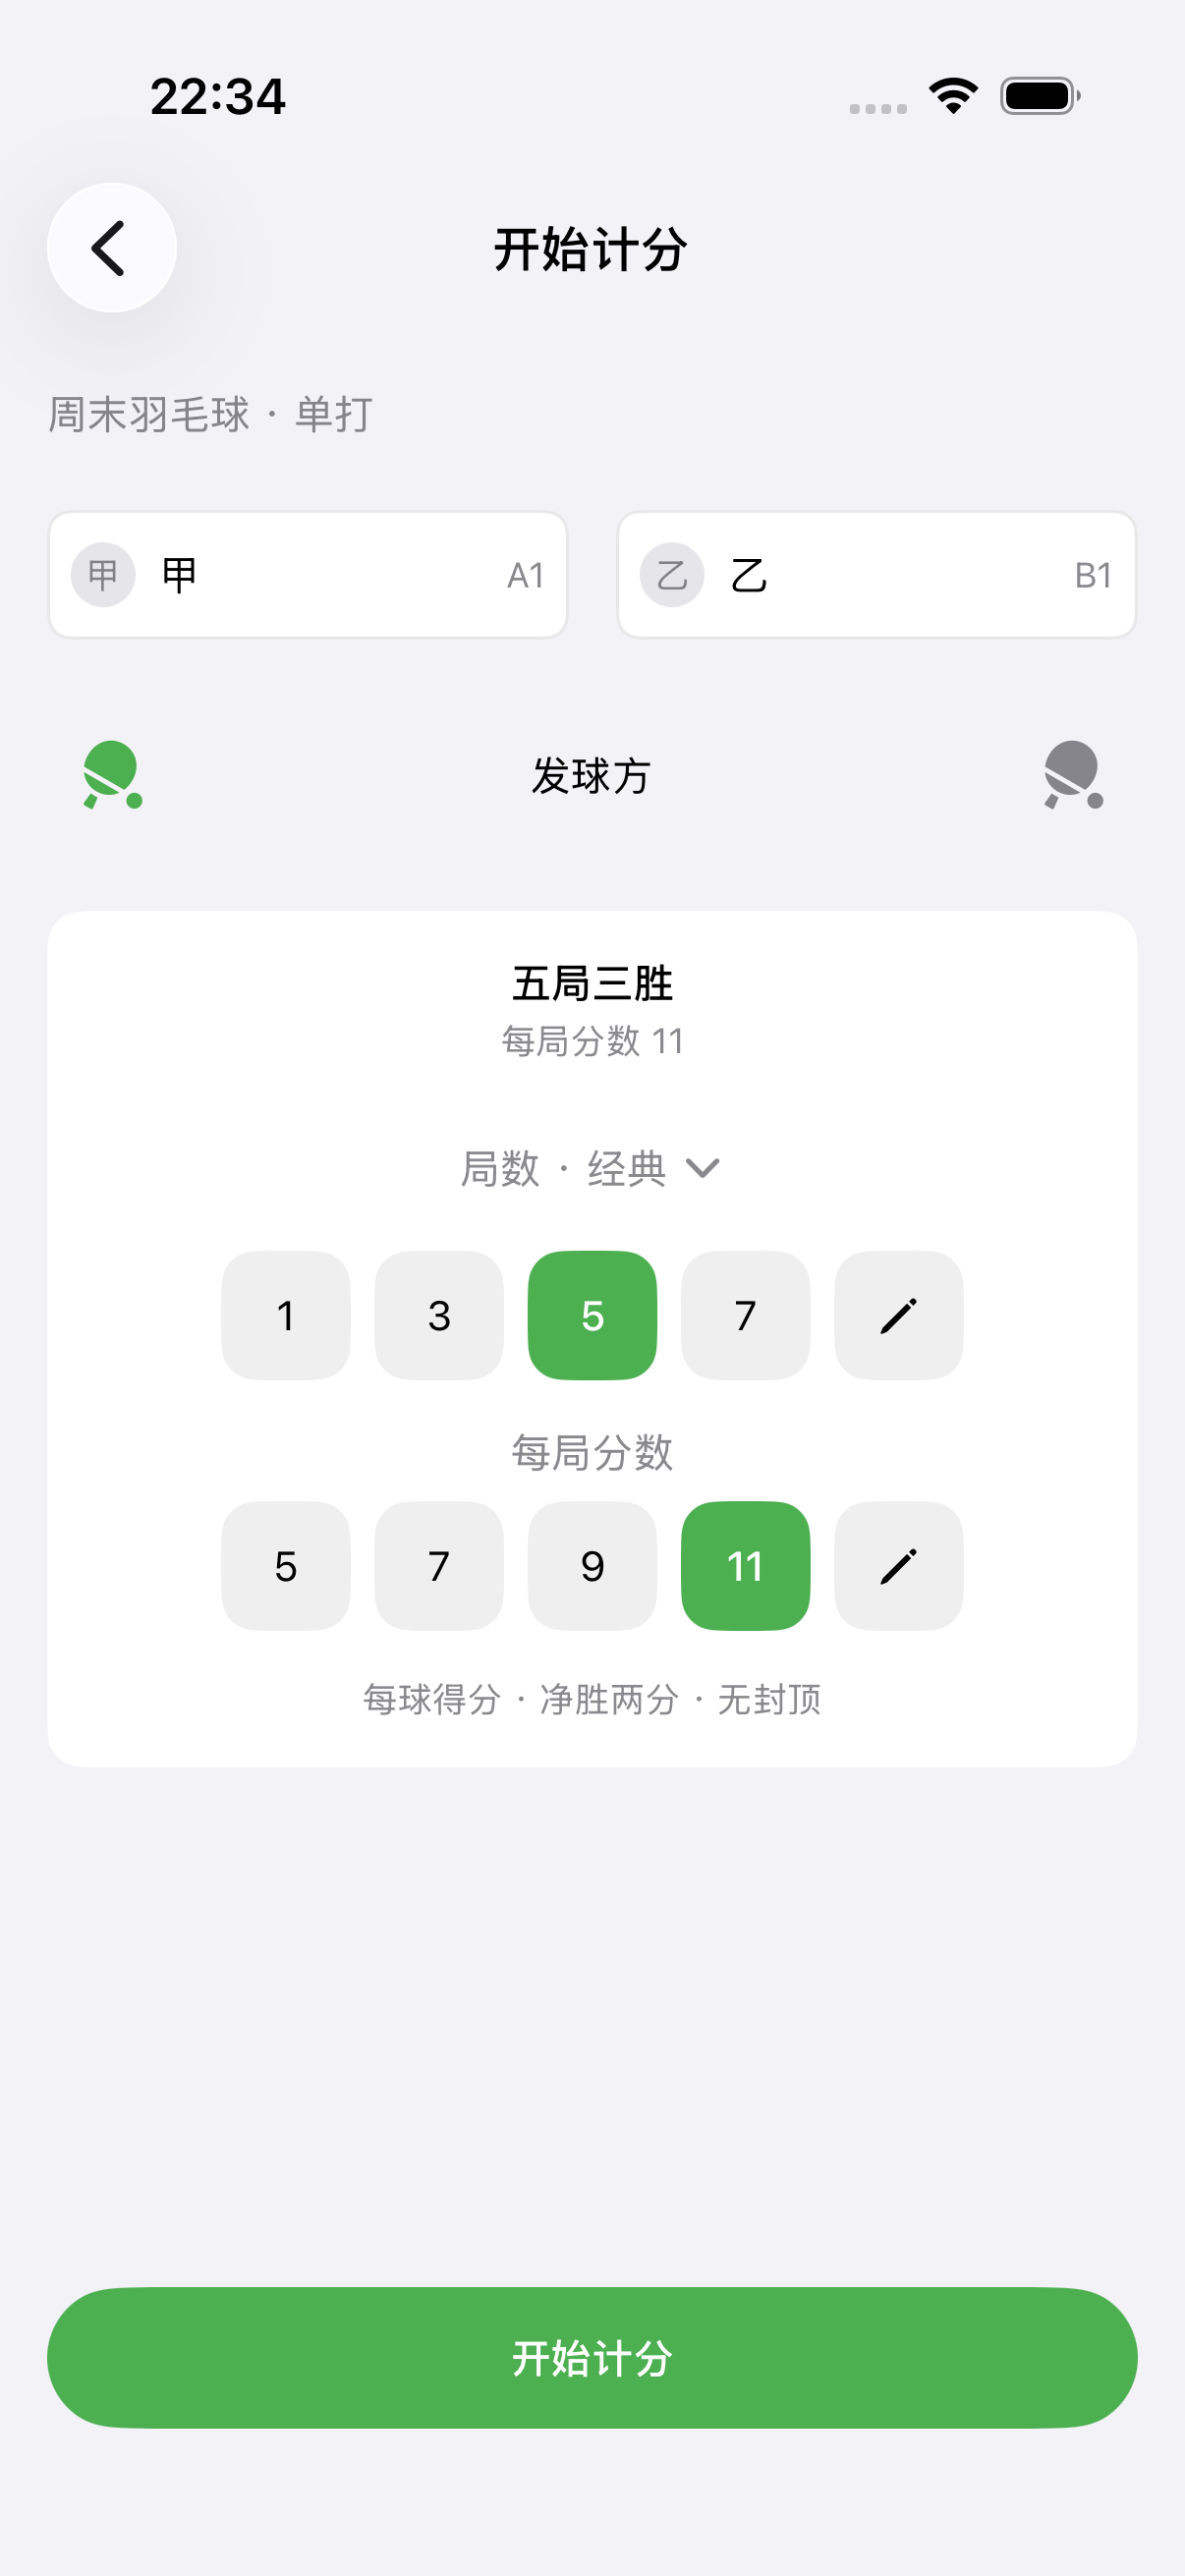 22:34
开始计分
周末羽毛球 · 单打
甲 甲 A1
乙 乙 B1
发球方
五局三胜
每局分数 11
局数 · 经典
1 3 5 7
每局分数
5 7 9 11
每球得分 · 净胜两分 · 无封顶
开始计分